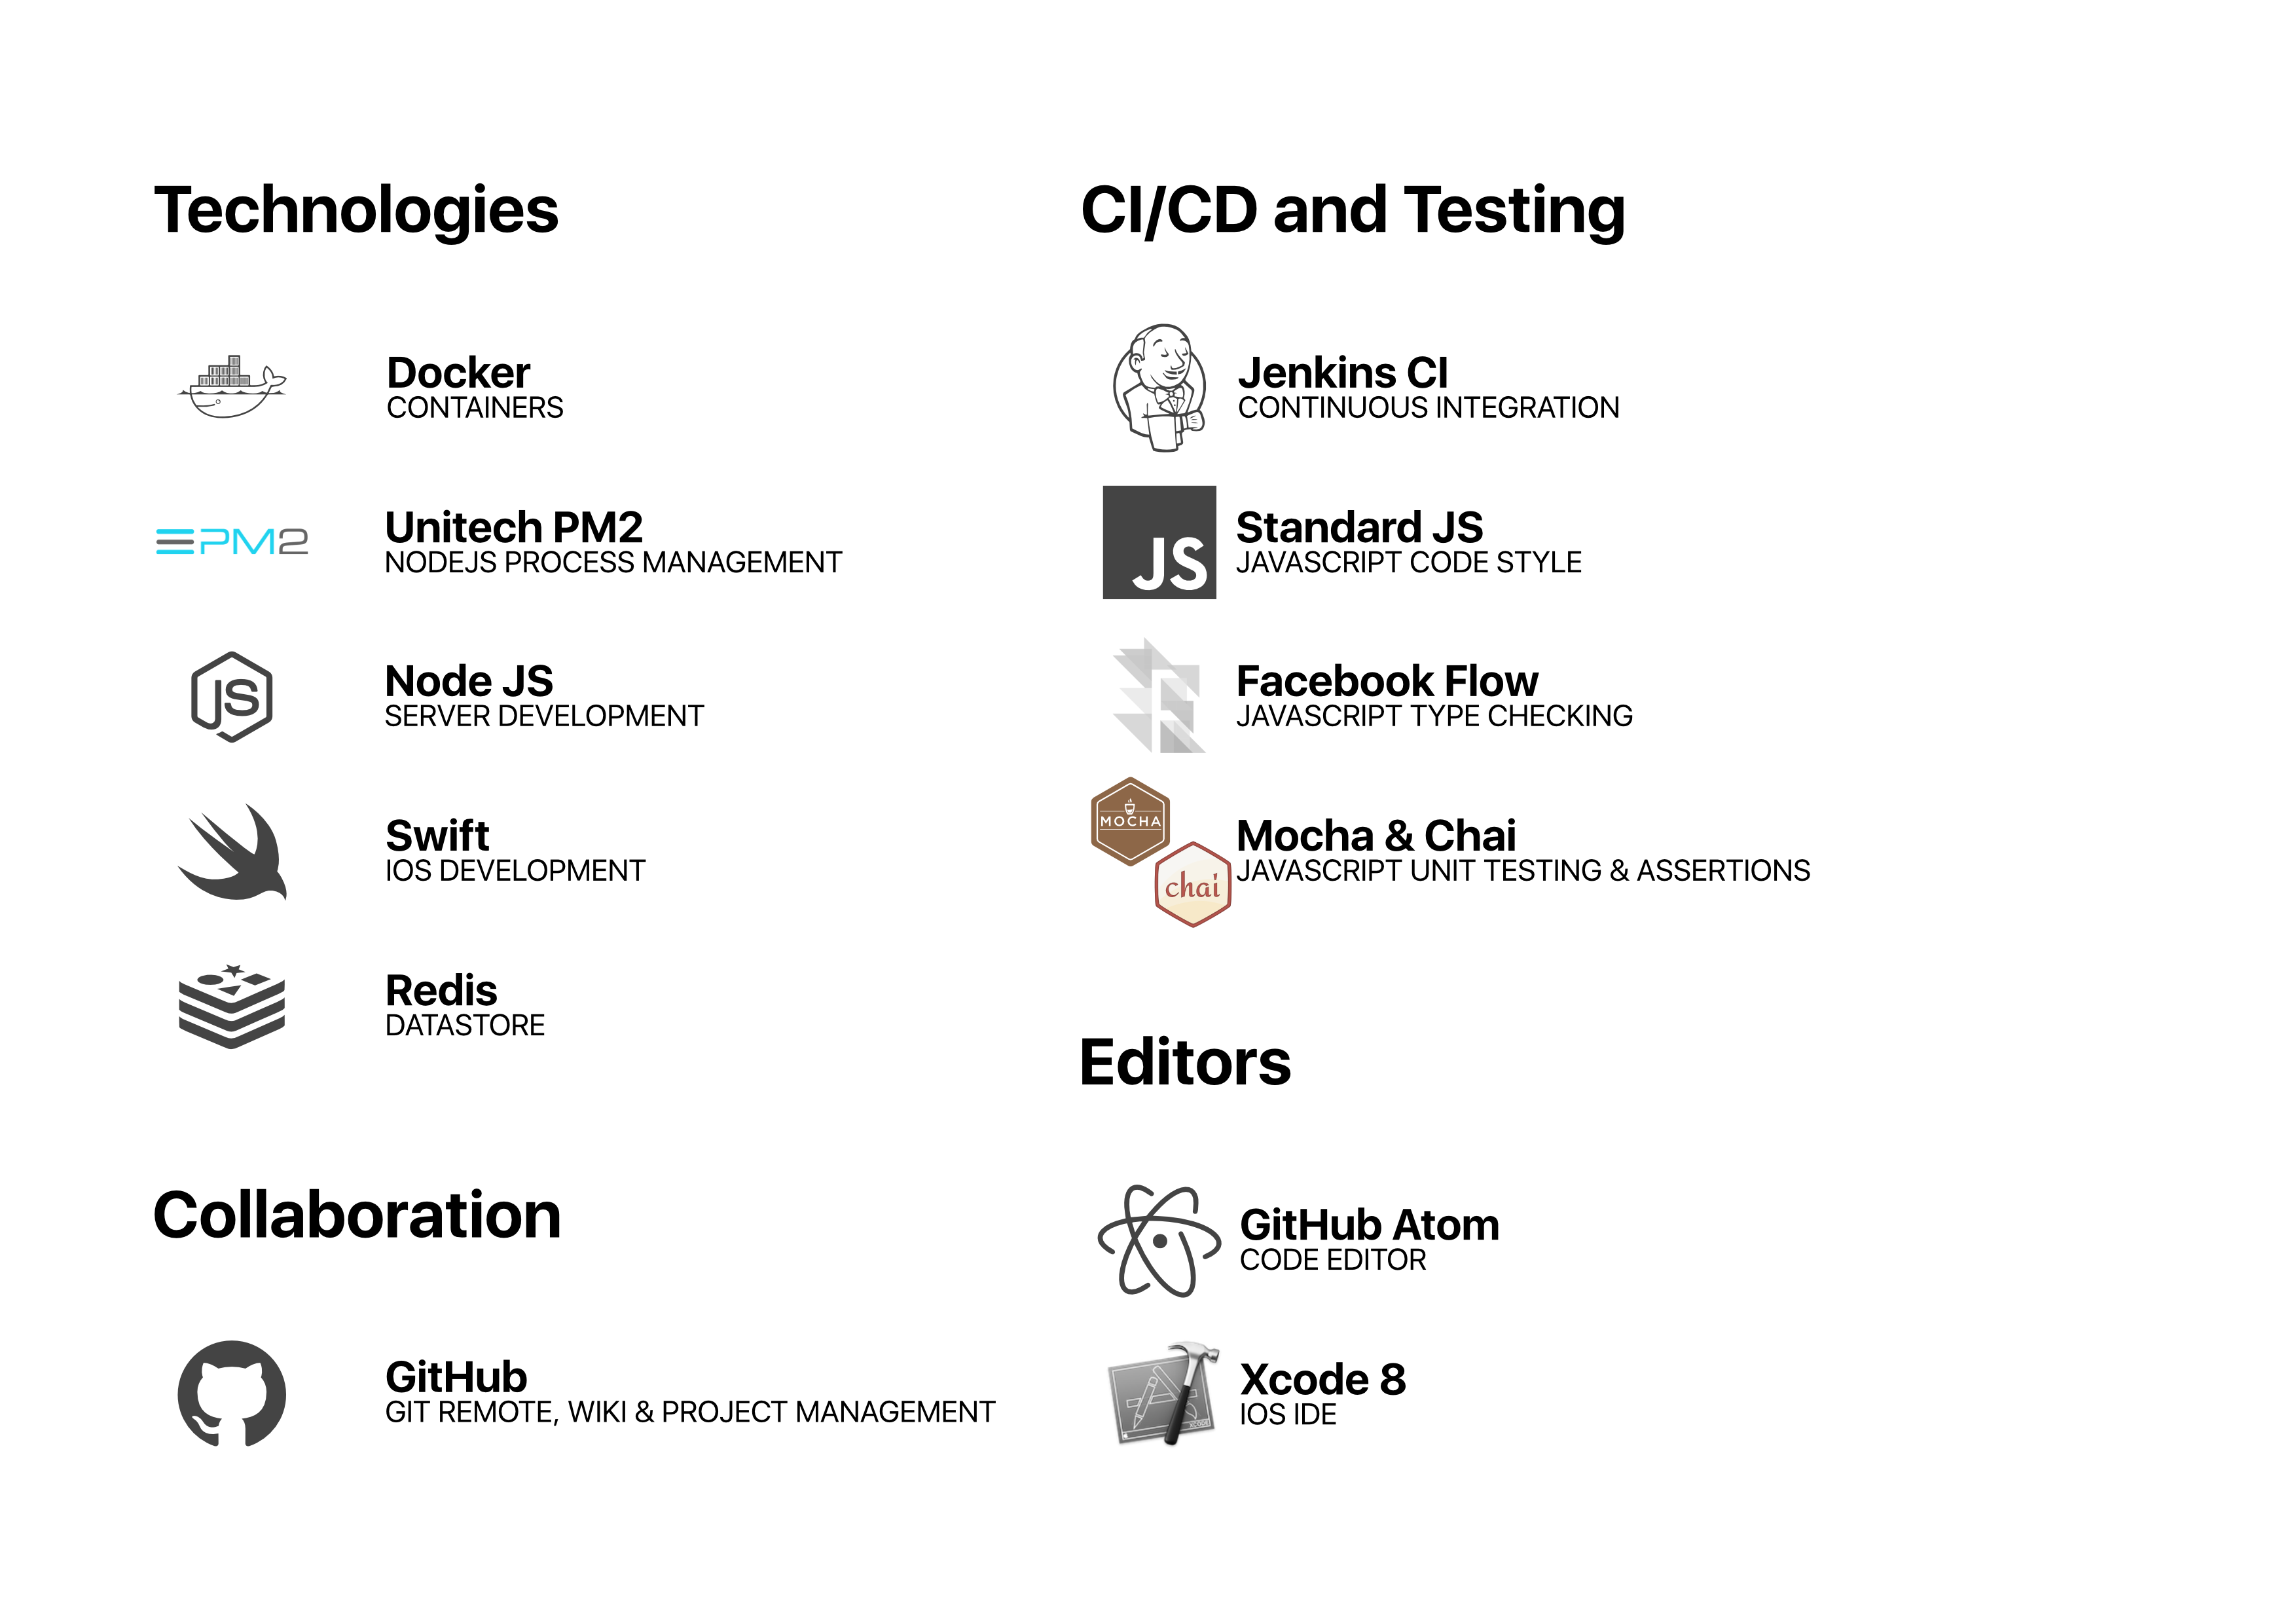 Technologies
Docker
CONTAINERS
PM2
Unitech PM2
NODEJS PROCESS MANAGEMENT
JS
Node JS
SERVER DEVELOPMENT
Swift
IOS DEVELOPMENT
Redis
DATASTORE
Collaboration
GitHub
GIT REMOTE, WIKI & PROJECT MANAGEMENT
CI/CD and Testing
Jenkins CI
CONTINUOUS INTEGRATION
JS
Standard JS
JAVASCRIPT CODE STYLE
Facebook Flow
JAVASCRIPT TYPE CHECKING
MOCHA
chai
Mocha & Chai
JAVASCRIPT UNIT TESTING & ASSERTIONS
Editors
GitHub Atom
CODE EDITOR
XCODE
Xcode 8
IOS IDE